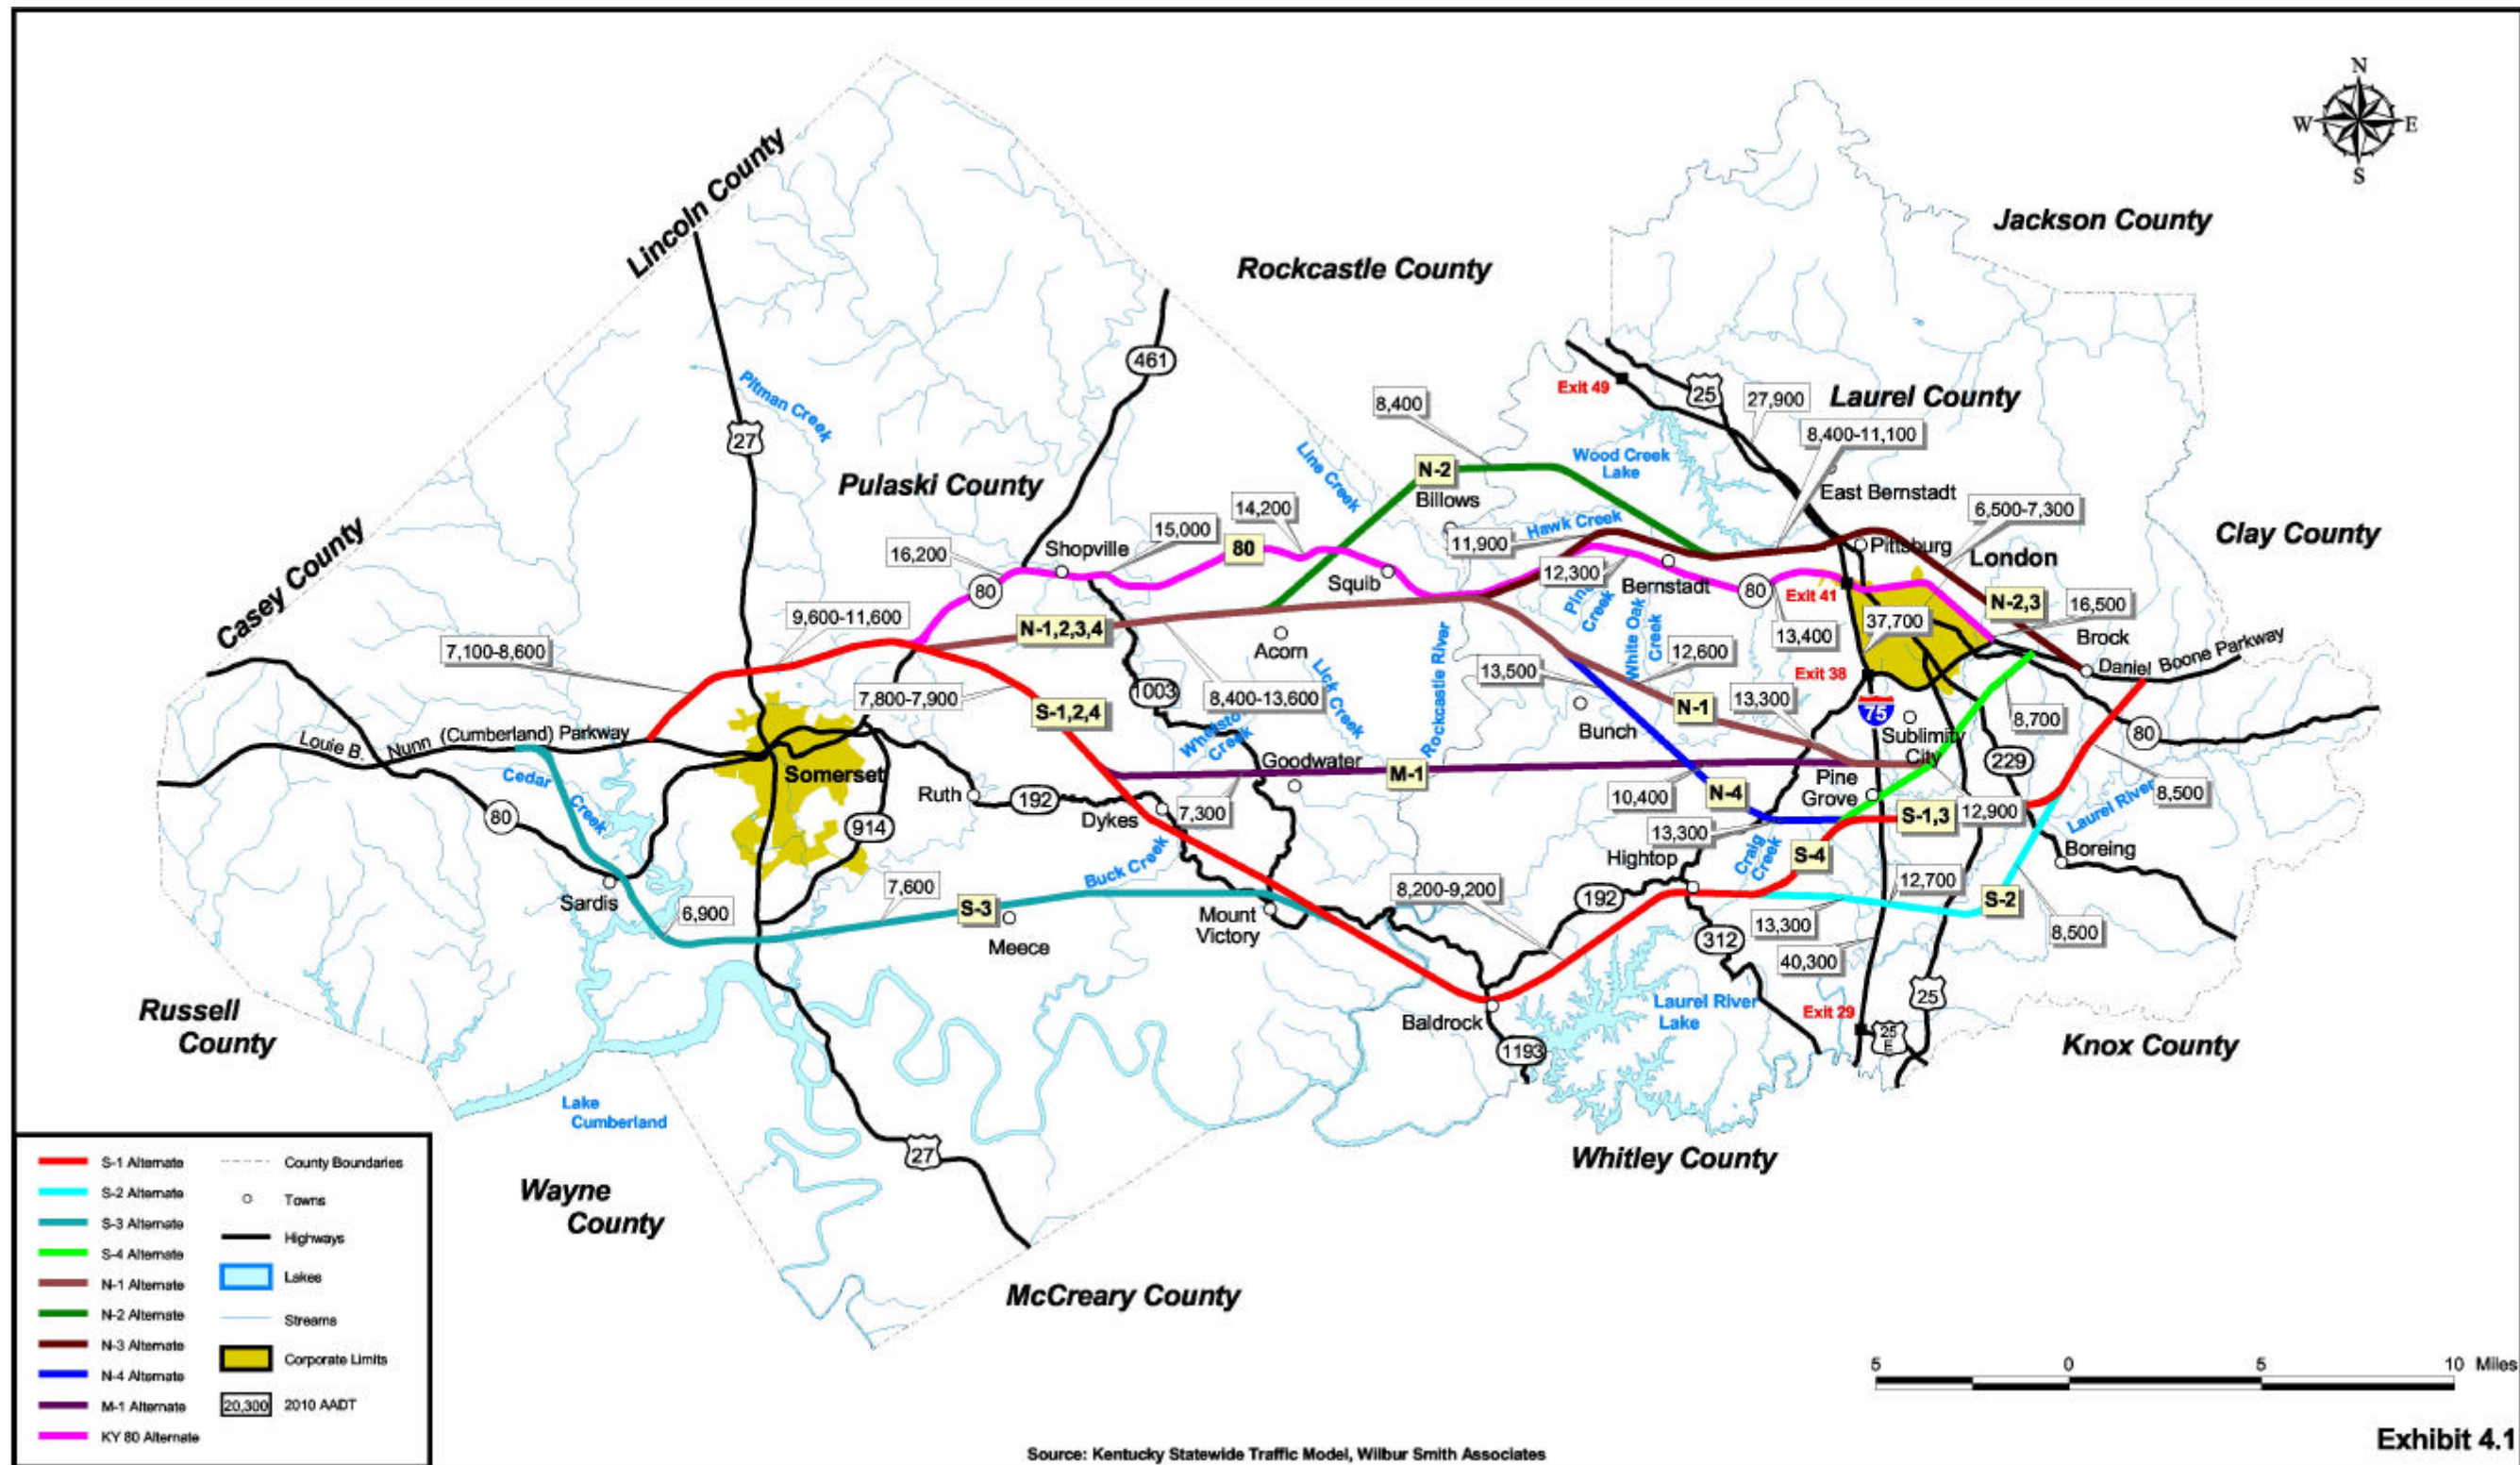 N
W
E
S
Lincoln County
Jackson County
Rockcastle County
461
Exit 49
25
27,900
Laurel County
8,400
8,400-11,100
Pitman Creek
27
Wood Creek
Lake
Line Creek
N-2
Pulaski County
Billows
East Bernstadt
6,500-7,300
14,200
15,000
Hawk Creek
Clay County
16,200
Shopville
80
11,900
Pittsburg
London
Casey County
80
Squib
12,300
Bernstadt
80
Exit 41
N-2,3
16,500
Pine
Creek
White Oak
Creek
9,600-11,600
N-1,2,3,4
37,700
13,400
Brock
7,100-8,600
Acorn
12,600
Daniel Boone Parkway
Lick Creek
Rockcastle River
13,500
Exit 38
7,800-7,900
1003
8,400-13,600
N-1
13,300
S-1,2,4
75
8,700
Bunch
Sublimity
City
80
Louie B. Nunn (Cumberland) Parkway
Creek
Goodwater
M-1
229
Somerset
Cedar
Creek
Pine
Grove
Ruth
192
7,300
10,400
N-4
8,500
80
Dykes
914
13,300
S-1,3
12,900
Laurel River
Craig
Creek
Hightop
S-4
Boreing
Buck Creek
7,600
8,200-9,200
12,700
Sardis
6,900
S-3
192
S-2
Meece
Mount
Victory
13,300
8,500
312
40,300
25
Russell
County
Baldrock
Laurel River
Lake
Exit 29
25
E
1193
Knox County
Lake
Cumberland
27
Whitley County
Wayne
County
McCreary County
S-1 Alternate
S-2 Alternate
S-3 Alternate
S-4 Alternate
N-1 Alternate
N-2 Alternate
N-3 Alternate
N-4 Alternate
M-1 Alternate
KY 80 Alternate
County Boundaries
Towns
Highways
Lakes
Streams
Corporate Limits
20,300 2010 AADT
5 0 5 10 Miles
Exhibit 4.1
Source: Kentucky Statewide Traffic Model, Wilbur Smith Associates